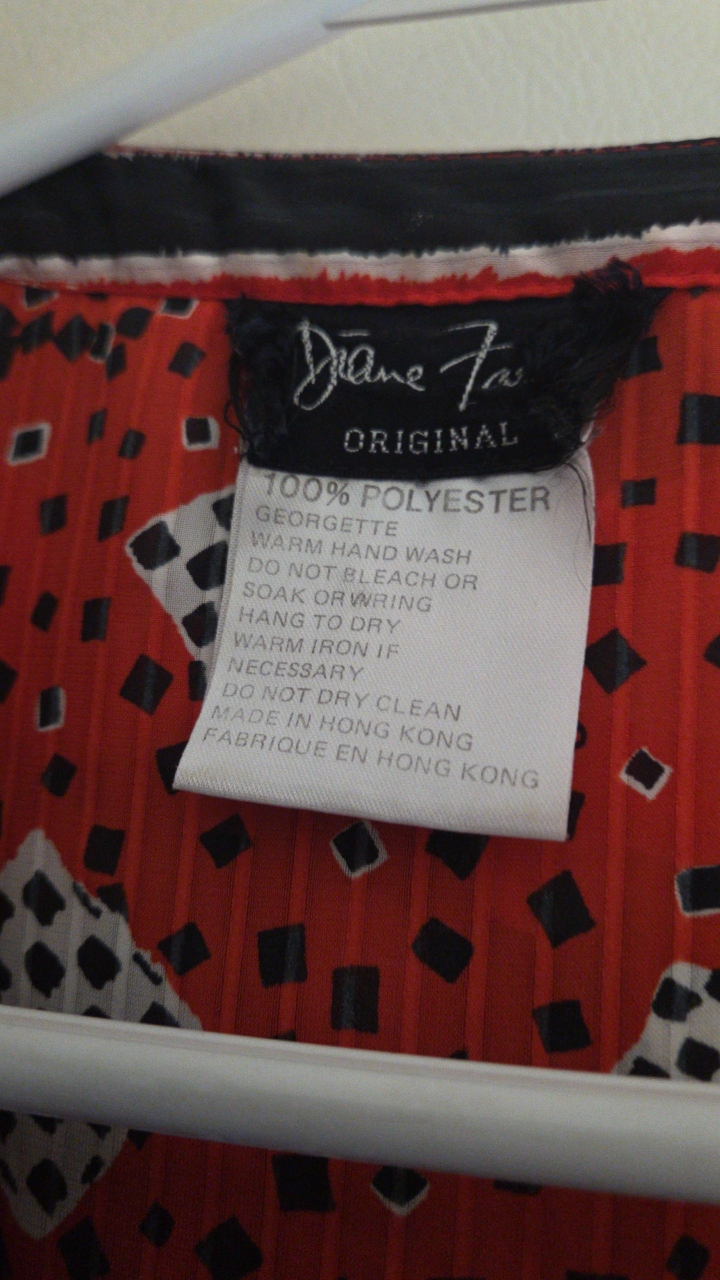 Diane
ORIGINAL
100% POLYESTER
GEORGETTE
WARM HAND WASH
DO NOT BLEACH OR
SOAK OR WRING
HANG TO DRY
WARM IRON IF
NECESSARY
DO NOT DRY CLEAN
MADE IN HONG KONG
FABRIQUE EN HONG KONG